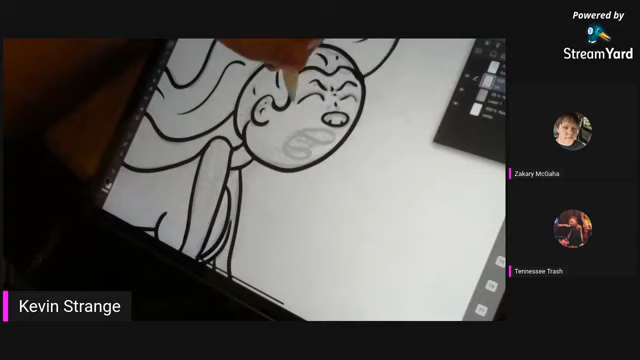 Powered by
StreamYard
Zakary McGaha
Tennessee Trash
Kevin Strange